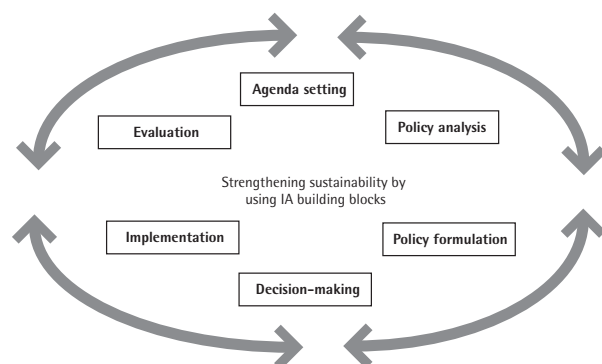 Agenda setting
Evaluation
Policy analysis
Strengthening sustainability by
using IA building blocks
Implementation
Policy formulation
Decision-making